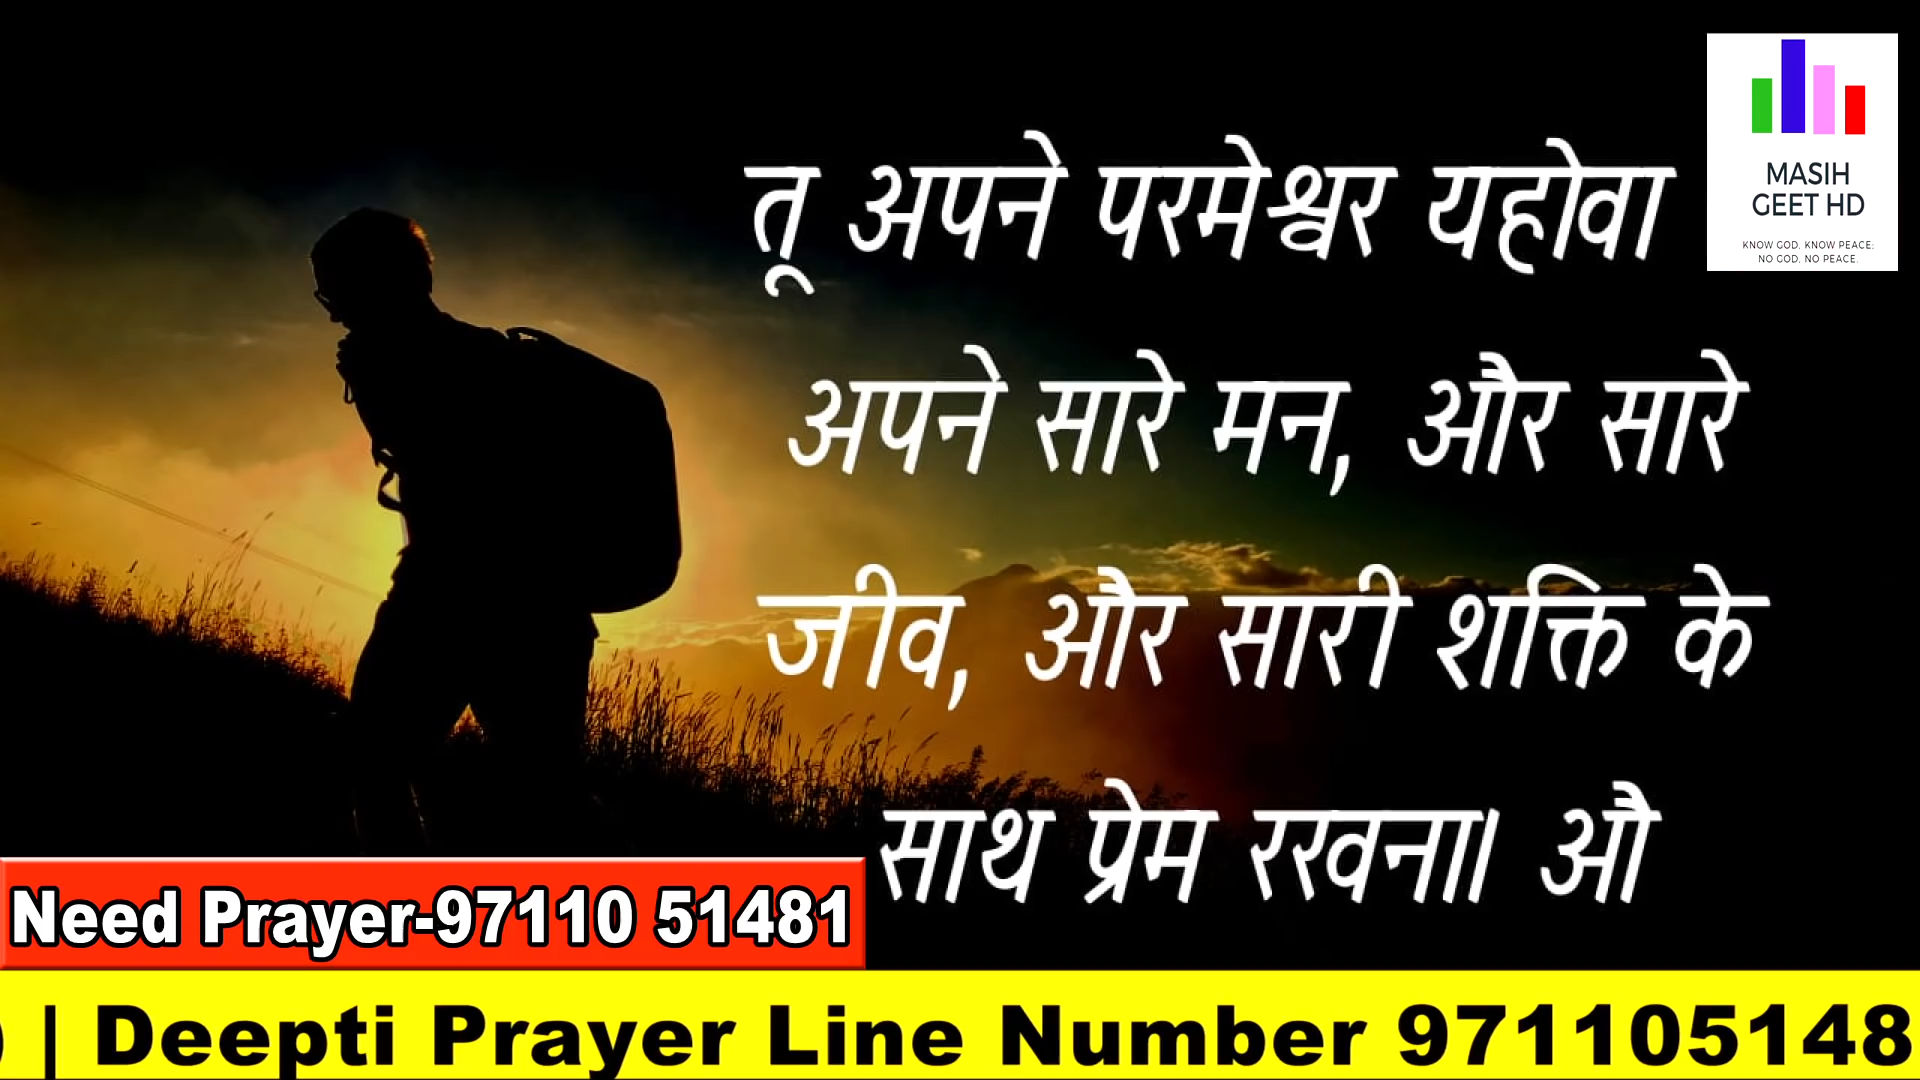 तू अपने परमेश्वर यहोवा
अपने सारे मन, और सारे
जीव, और सारी शक्ति के
साथ प्रेम रखना। औ
MASIH
GEET HD
KNOW GOD, KNOW PEACE;
NO GOD, NO PEACE.
Need Prayer-97110 51481
) | Deepti Prayer Line Number 971105148